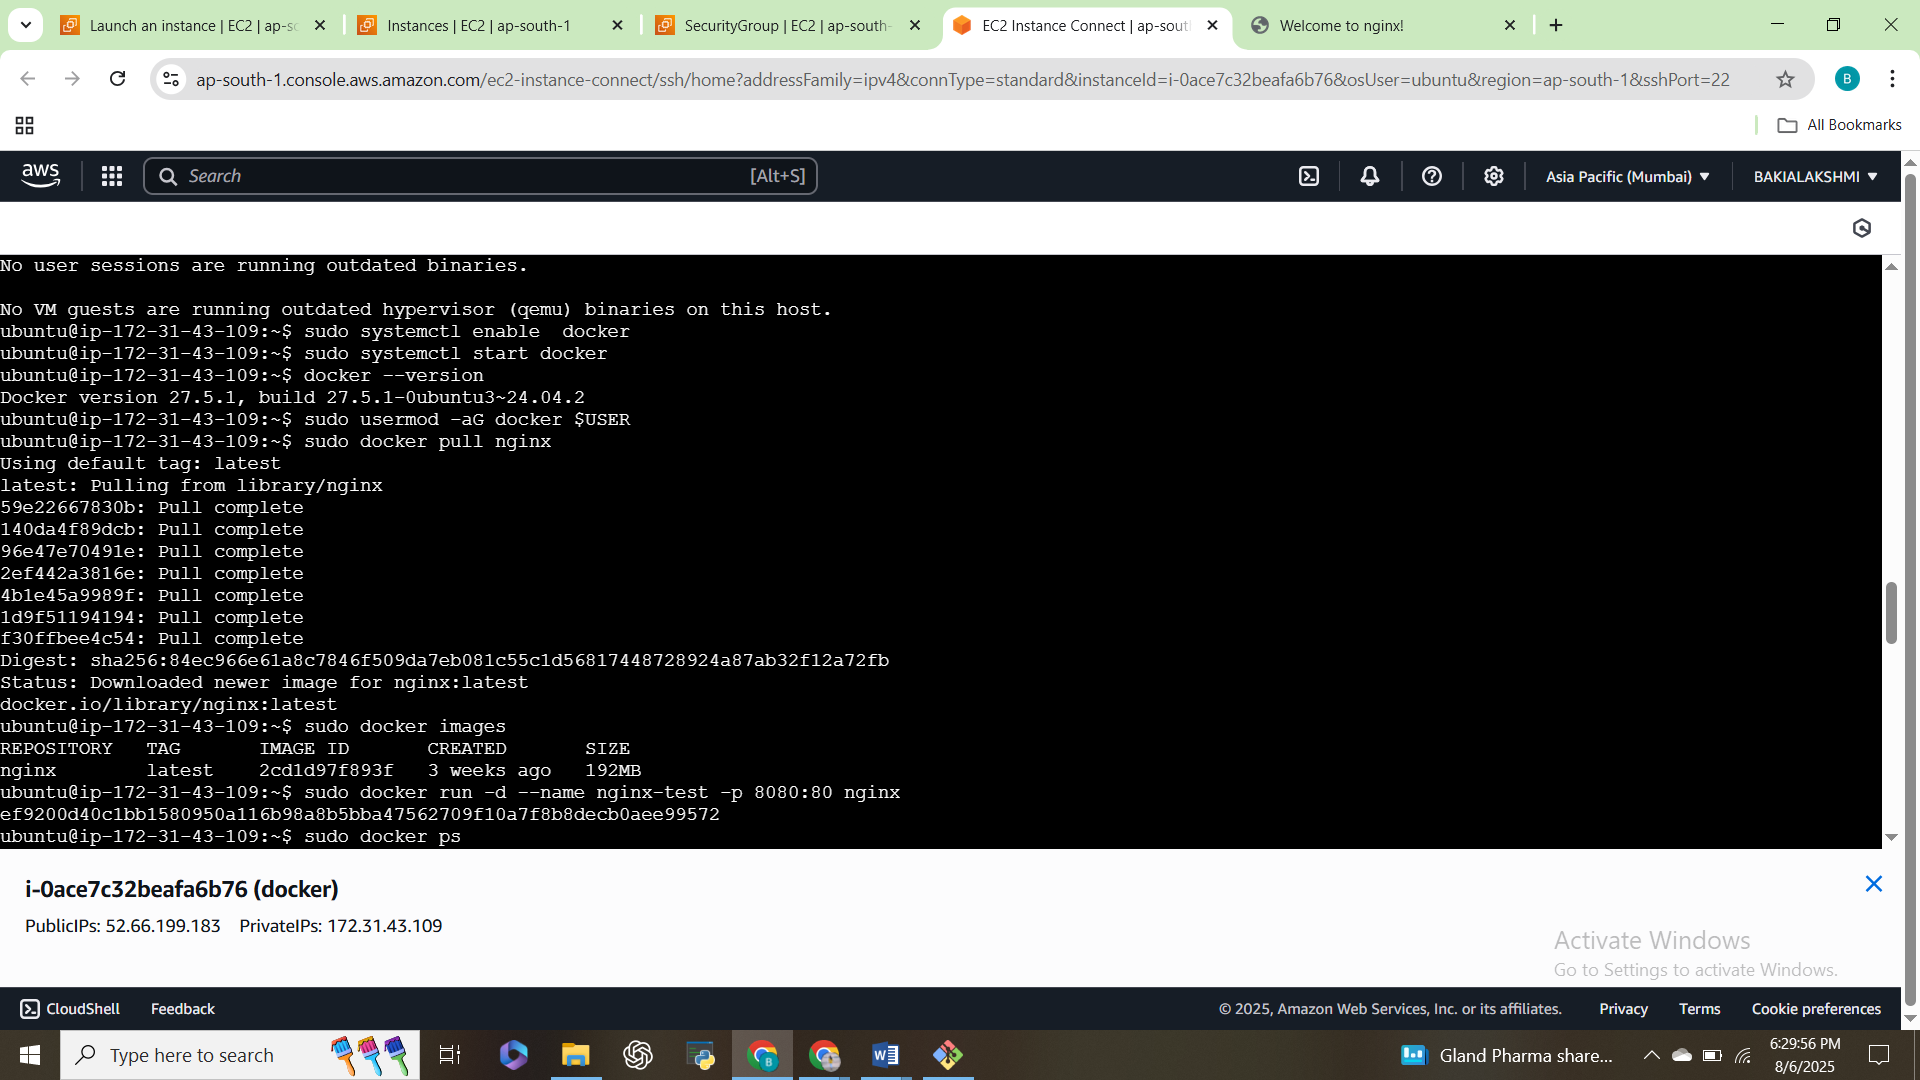 Launch an instance | EC2 | ap-sc
Instances | EC2 | ap-south-1
SecurityGroup | EC2 | ap-south-
EC2 Instance Connect | ap-sout
Welcome to nginx!
ap-south-1.console.aws.amazon.com/ec2-instance-connect/ssh/home?addressFamily=ipv4&connType=standard&instanceId=i-0ace7c32beafa6b76&osUser=ubuntu&region=ap-south-1&sshPort=22
B
All Bookmarks
aws
Search
[Alt+S]
Asia Pacific (Mumbai)
BAKIALAKSHMI
No user sessions are running outdated binaries.
No VM guests are running outdated hypervisor (qemu) binaries on this host.
ubuntu@ip-172-31-43-109:~$ sudo systemctl enable  docker
ubuntu@ip-172-31-43-109:~$ sudo systemctl start docker
ubuntu@ip-172-31-43-109:~$ docker --version
Docker version 27.5.1, build 27.5.1-0ubuntu3~24.04.2
ubuntu@ip-172-31-43-109:~$ sudo usermod -aG docker $USER
ubuntu@ip-172-31-43-109:~$ sudo docker pull nginx
Using default tag: latest
latest: Pulling from library/nginx
59e22667830b: Pull complete
140da4f89dcb: Pull complete
96e47e70491e: Pull complete
2ef442a3816e: Pull complete
4b1e45a9989f: Pull complete
1d9f51194194: Pull complete
f30ffbee4c54: Pull complete
Digest: sha256:84ec966e61a8c7846f509da7eb081c55c1d56817448728924a87ab32f12a72fb
Status: Downloaded newer image for nginx:latest
docker.io/library/nginx:latest
ubuntu@ip-172-31-43-109:~$ sudo docker images
REPOSITORY   TAG       IMAGE ID       CREATED       SIZE
nginx        latest    2cd1d97f893f   3 weeks ago   192MB
ubuntu@ip-172-31-43-109:~$ sudo docker run -d --name nginx-test -p 8080:80 nginx
ef9200d40c1bb1580950a116b98a8b5bba47562709f10a7f8b8decb0aee99572
ubuntu@ip-172-31-43-109:~$ sudo docker ps
i-0ace7c32beafa6b76 (docker)
PublicIPs: 52.66.199.183    PrivateIPs: 172.31.43.109
Activate Windows
Go to Settings to activate Windows.
CloudShell
Feedback
© 2025, Amazon Web Services, Inc. or its affiliates.
Privacy
Terms
Cookie preferences
Type here to search
Gland Pharma share...
6:29:56 PM
8/6/2025